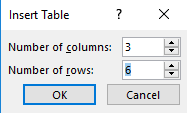 Insert Table ? ×
Number of columns: 3
Number of rows: 6
OK Cancel